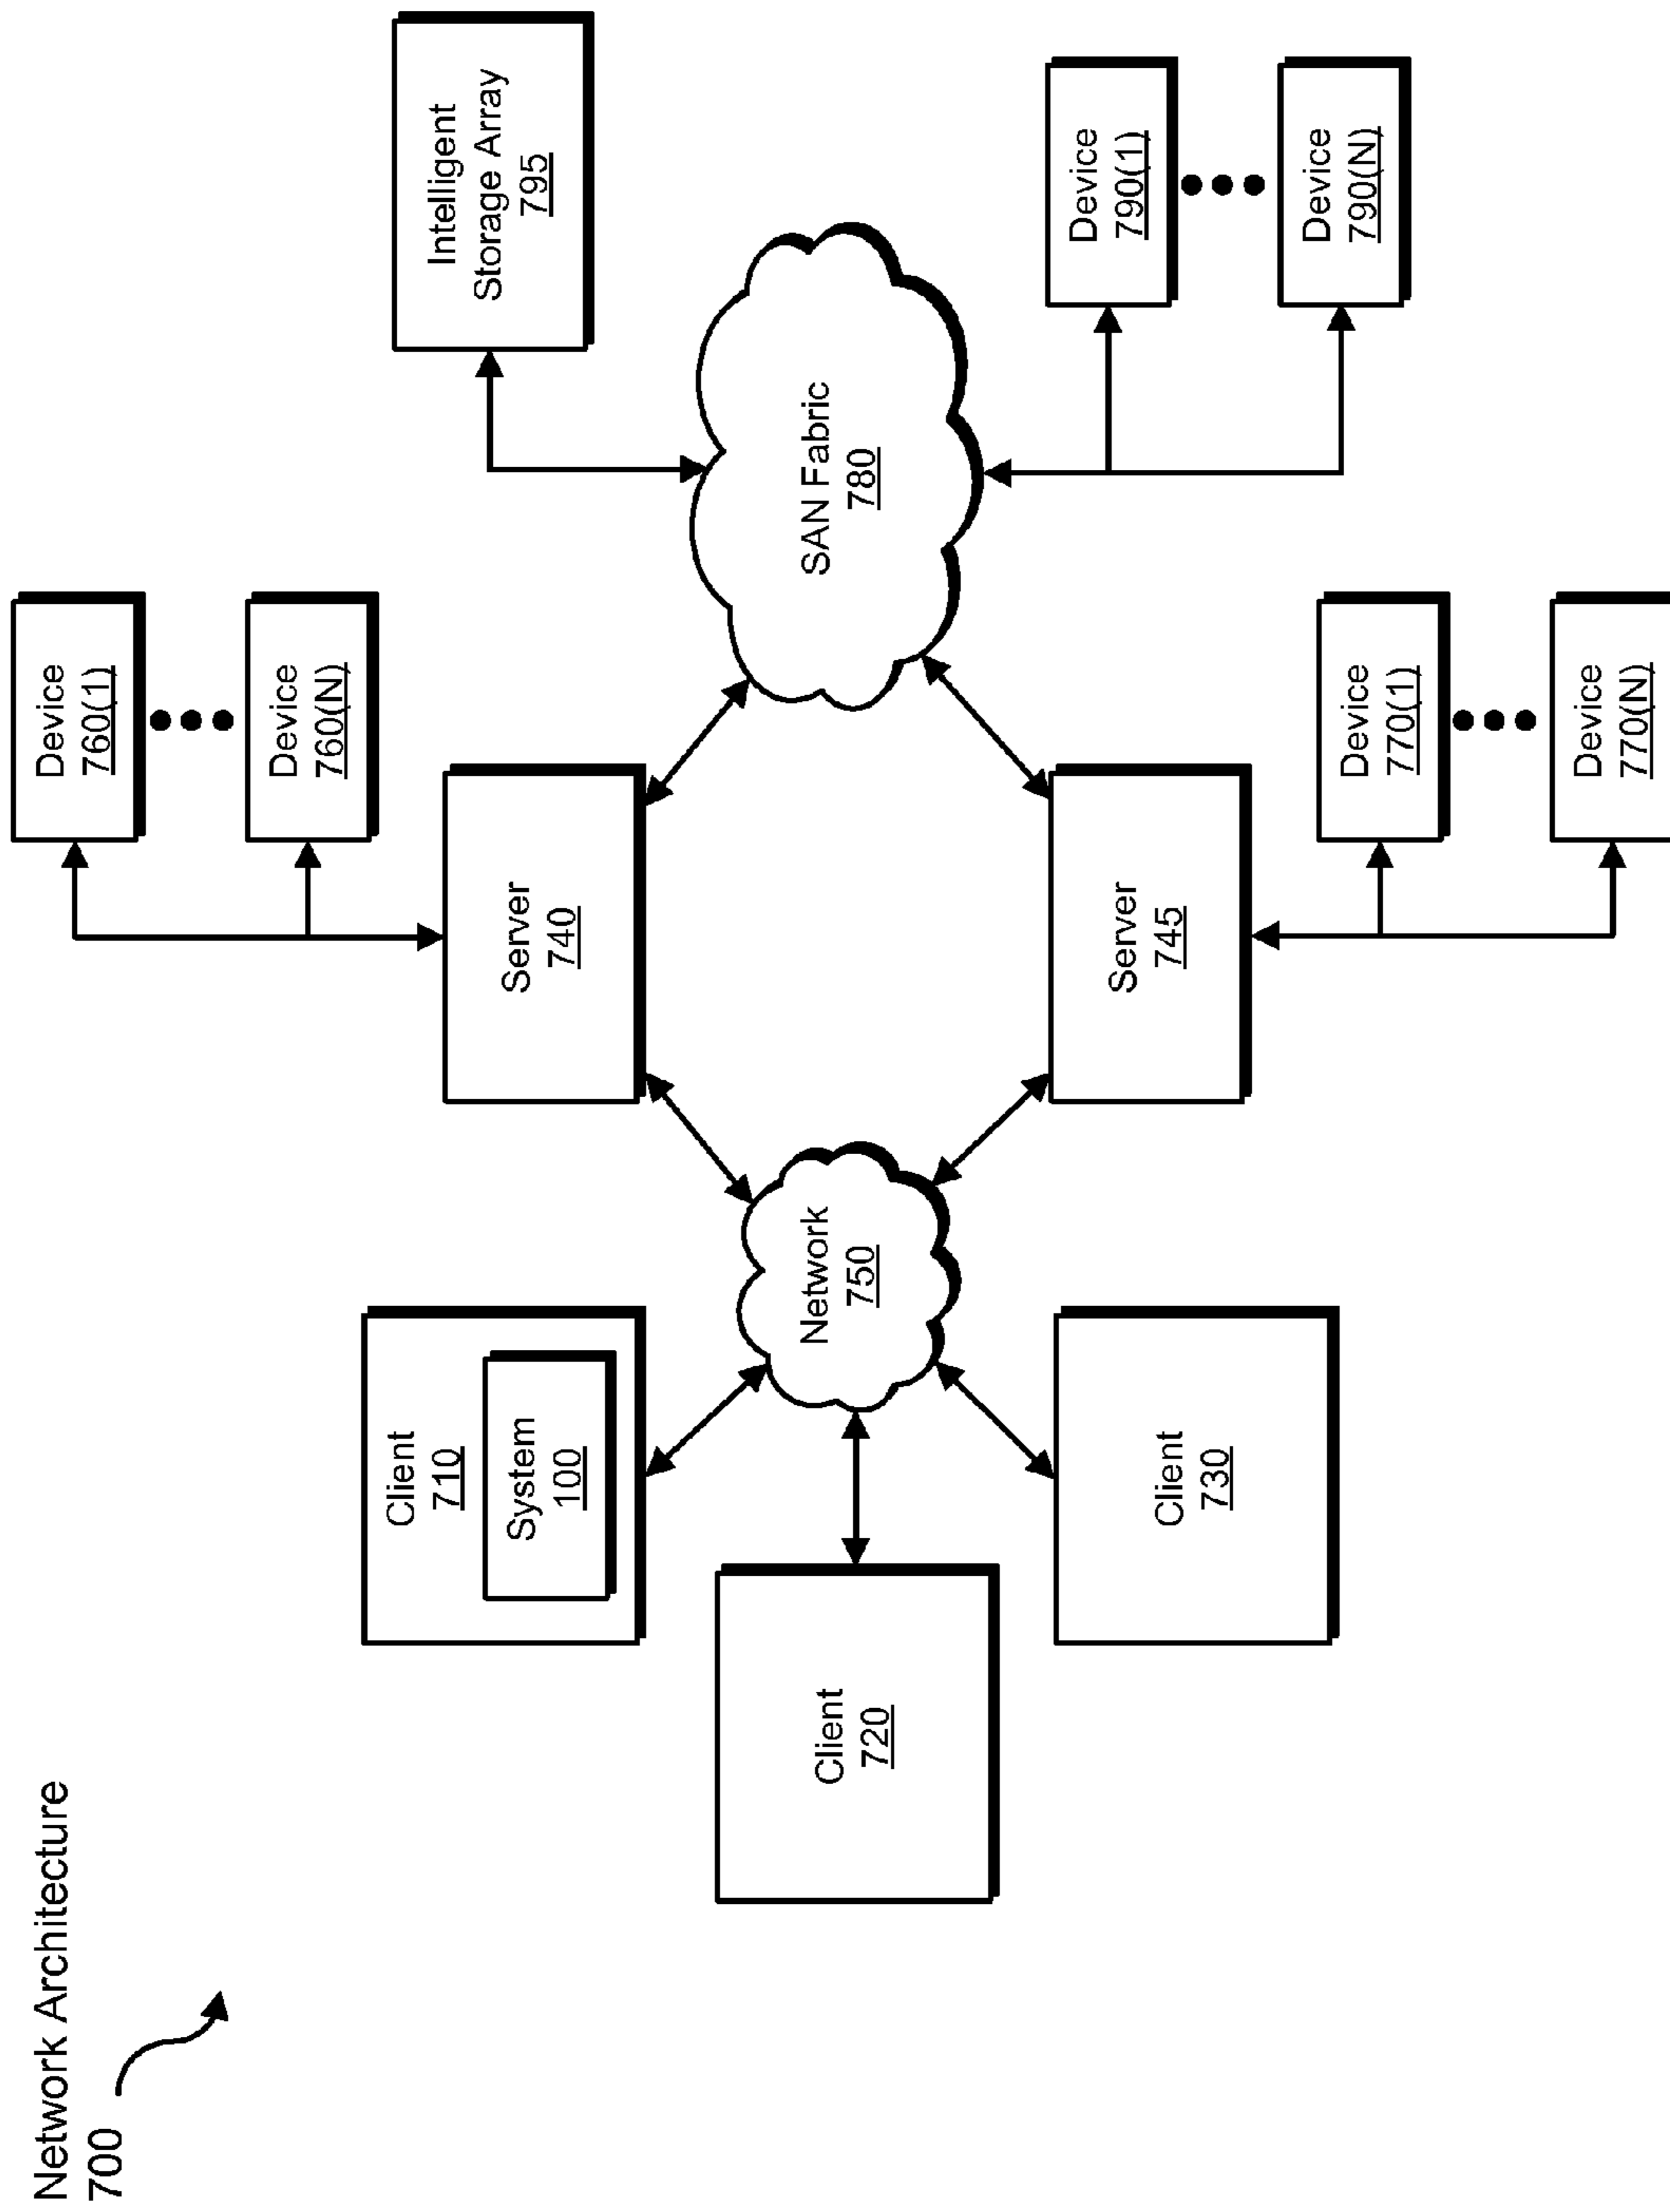 Network Architecture
700
Device
760(1)
Device
760(N)
Intelligent
Storage Array
795
Client
710
System
100
Server
740
Client
720
Network
750
SAN Fabric
780
Client
730
Server
745
Device
790(1)
Device
790(N)
Device
770(1)
Device
770(N)